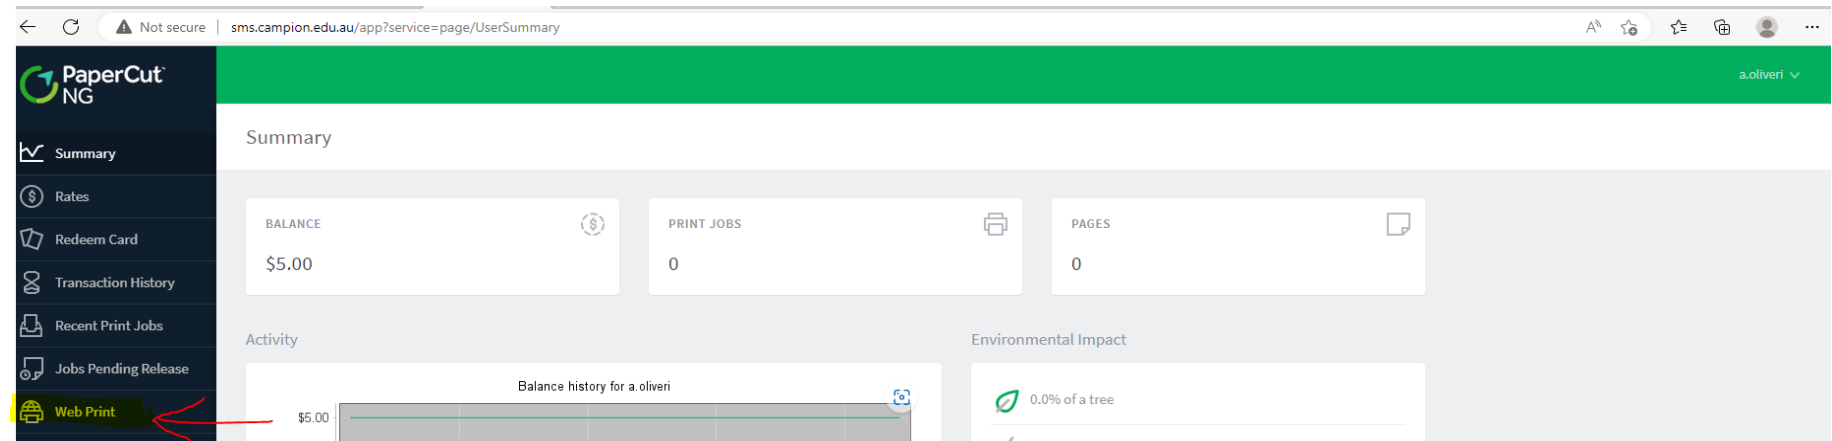 Not secure sms.campion.edu.au/app?service=page/UserSummary
PaperCut
NG
a.oliveri
Summary
Summary
Rates
Redeem Card
Transaction History
Recent Print Jobs
Jobs Pending Release
Web Print
BALANCE
$5.00
PRINT JOBS
0
PAGES
0
Activity
Balance history for a.oliveri
$5.00
Environmental Impact
0.0% of a tree